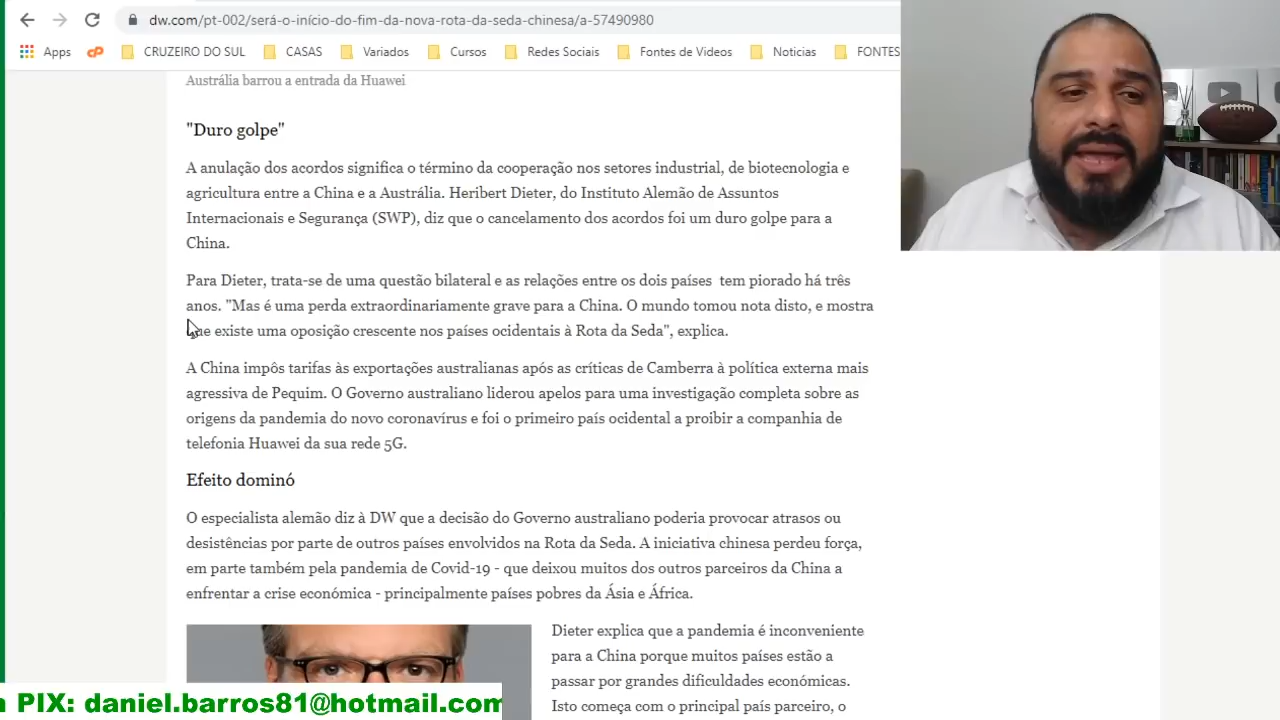 dw.com/pt-002/será-o-início-do-fim-da-nova-rota-da-seda-chinesa/a-57490980
Apps CRUZEIRO DO SUL CASAS Variados Cursos Redes Sociais Fontes de Videos Noticias FONTES
Austrália barrou a entrada da Huawei
"Duro golpe"
A anulação dos acordos significa o término da cooperação nos setores industrial, de biotecnologia e
agricultura entre a China e a Austrália. Heribert Dieter, do Instituto Alemão de Assuntos
Internacionais e Segurança (SWP), diz que o cancelamento dos acordos foi um duro golpe para a
China.
Para Dieter, trata-se de uma questão bilateral e as relações entre os dois países tem piorado há três
anos. "Mas é uma perda extraordinariamente grave para a China. O mundo tomou nota disto, e mostra
que existe uma oposição crescente nos países ocidentais à Rota da Seda", explica.
A China impôs tarifas às exportações australianas após as críticas de Camberra à política externa mais
agressiva de Pequim. O Governo australiano liderou apelos para uma investigação completa sobre as
origens da pandemia do novo coronavírus e foi o primeiro país ocidental a proibir a companhia de
telefonia Huawei da sua rede 5G.
Efeito dominó
O especialista alemão diz à DW que a decisão do Governo australiano poderia provocar atrasos ou
desistências por parte de outros países envolvidos na Rota da Seda. A iniciativa chinesa perdeu força,
em parte também pela pandemia de Covid-19 - que deixou muitos dos outros parceiros da China a
enfrentar a crise económica - principalmente países pobres da Ásia e África.
Dieter explica que a pandemia é inconveniente
para a China porque muitos países estão a
passar por grandes dificuldades económicas.
Isto começa com o principal país parceiro, o
PIX: daniel.barros81@hotmail.com